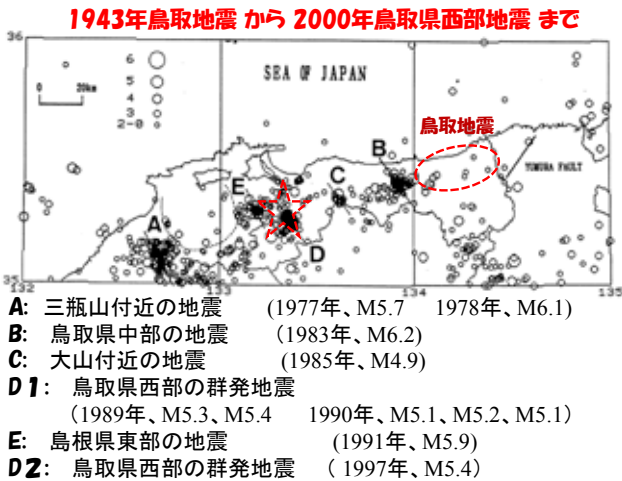 1943年鳥取地震 から 2000年鳥取県西部地震 まで
36
6
5
4
3
2-0
0 20km
SEA OF JAPAN
鳥取地震
YUMURA FAULT
A
B
C
D
E
35
132
133
134
135
A: 三瓶山付近の地震 (1977年、M5.7 1978年、M6.1)
B: 鳥取県中部の地震 (1983年、M6.2)
C: 大山付近の地震 (1985年、M4.9)
D1: 鳥取県西部の群発地震
(1989年、M5.3、M5.4 1990年、M5.1、M5.2、M5.1)
E: 島根県東部の地震 (1991年、M5.9)
D2: 鳥取県西部の群発地震 ( 1997年、M5.4)